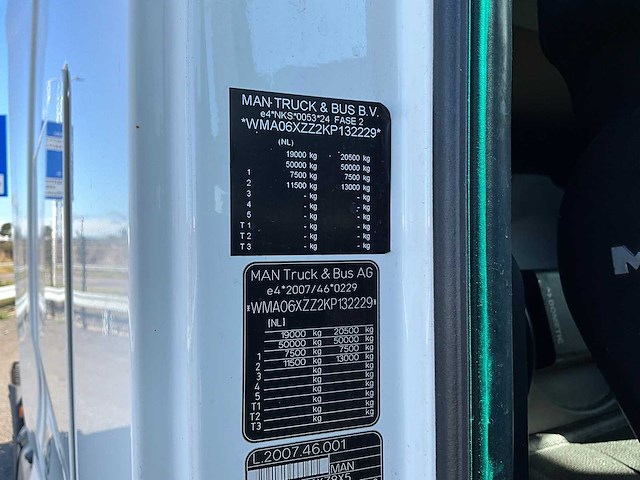 MAN TRUCK & BUS B.V.
e4*NKS*0053*24 FASE 2
*WMA06XZZ2KP132229*
(NL)
19000 kg - 20500 kg
50000 kg 50000 kg
1 7500 kg 7500 kg
2 11500 kg 13000 kg
3 - kg - kg
4 - kg - kg
5 - kg - kg
T1 - kg - kg
T2 - kg - kg
T3 - kg - kg
MAN Truck & Bus AG
e4*2007/46*0229
*WMA06XZZ2KP132229*
(NL)
19000 kg 20500 kg
50000 kg 50000 kg
1 7500 kg 7500 kg
2 11500 kg 13000 kg
3 kg kg
4 kg kg
5 kg kg
T1 kg kg
T2 kg kg
T3 kg kg
L.2007.46.001
MAN